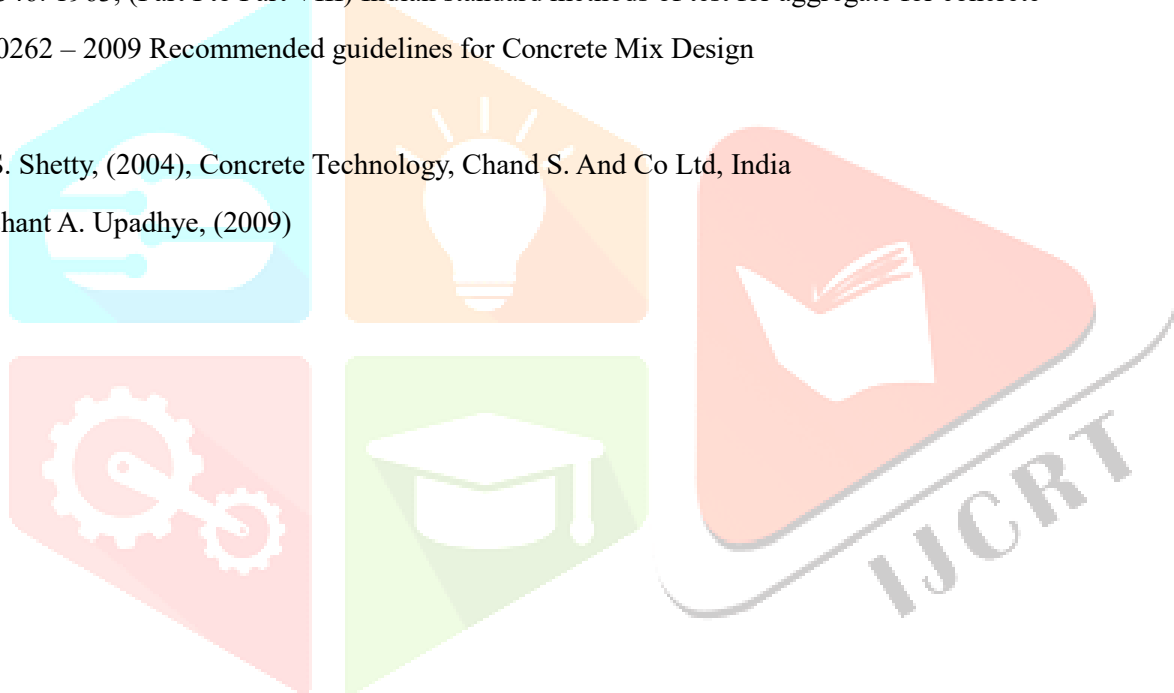 0262 – 2009 Recommended guidelines for Concrete Mix Design
S. Shetty, (2004), Concrete Technology, Chand S. And Co Ltd, India
hant A. Upadhye, (2009)
IJCRT